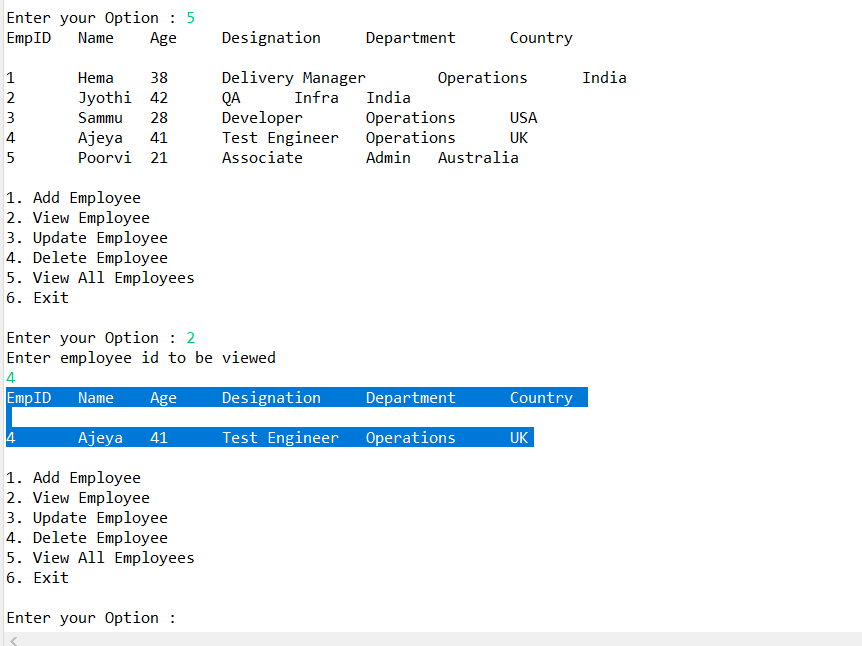 Enter your Option : 5
EmpID Name Age Designation Department Country
1 Hema 38 Delivery Manager Operations India
2 Jyothi 42 QA Infra India
3 Sammu 28 Developer Operations USA
4 Ajeya 41 Test Engineer Operations UK
5 Poorvi 21 Associate Admin Australia
1. Add Employee
2. View Employee
3. Update Employee
4. Delete Employee
5. View All Employees
6. Exit
Enter your Option : 2
Enter employee id to be viewed
4
EmpID Name Age Designation Department Country
4 Ajeya 41 Test Engineer Operations UK
1. Add Employee
2. View Employee
3. Update Employee
4. Delete Employee
5. View All Employees
6. Exit
Enter your Option :